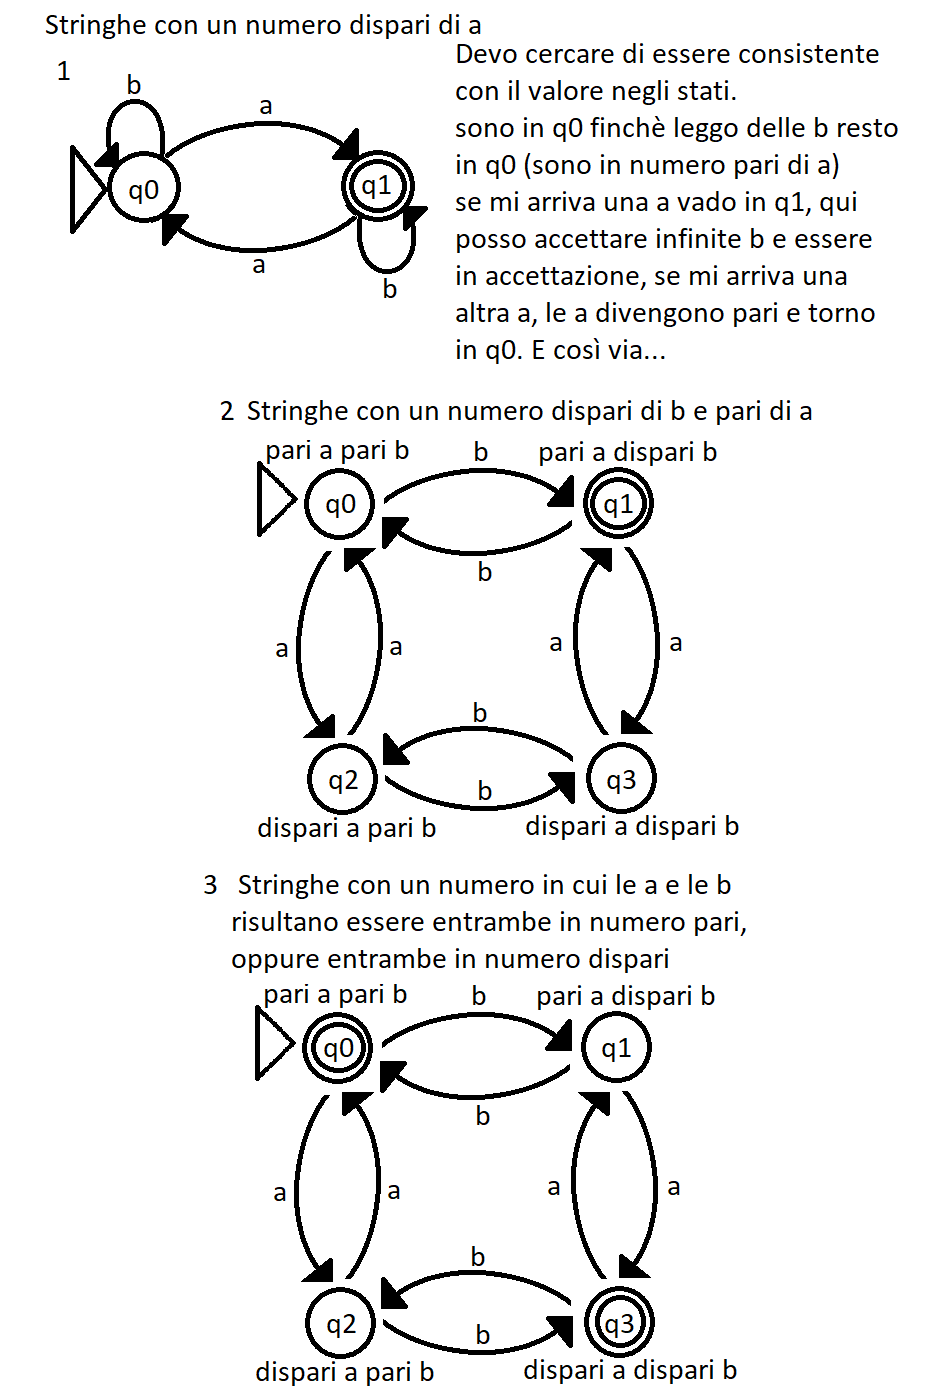 Stringhe con un numero dispari di a
Devo cercare di essere consistente
con il valore negli stati.
sono in q0 finchè leggo delle b resto
in q0 (sono in numero pari di a)
se mi arriva una a vado in q1, qui
posso accettare infinite b e essere
in accettazione, se mi arriva una
altra a, le a divengono pari e torno
in q0. E così via...
1
b
a
q0
q1
a
b
2 Stringhe con un numero dispari di b e pari di a
pari a pari b
b
pari a dispari b
q0
q1
b
a
a
a
a
b
q2
b
q3
dispari a pari b
dispari a dispari b
3 Stringhe con un numero in cui le a e le b
risultano essere entrambe in numero pari,
oppure entrambe in numero dispari
pari a pari b
b
pari a dispari b
q0
q1
b
a
a
a
a
b
q2
b
q3
dispari a pari b
dispari a dispari b